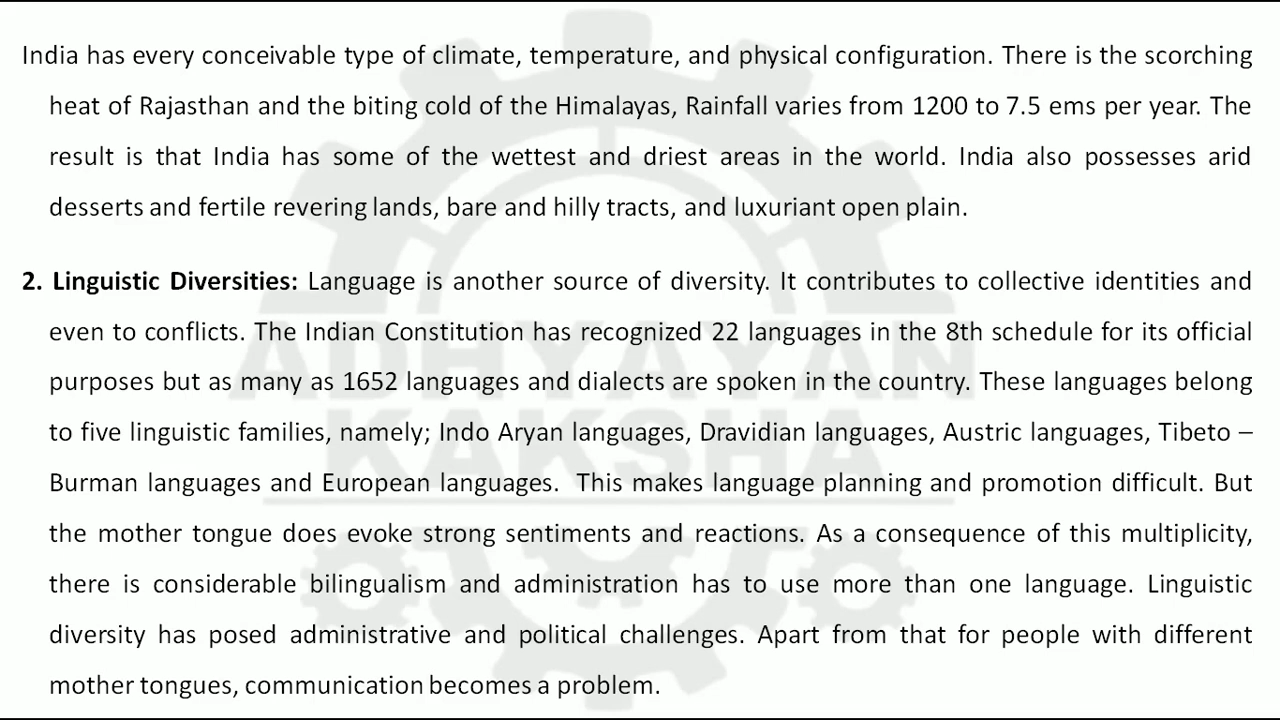 India has every conceivable type of climate, temperature, and physical configuration. There is the scorching
heat of Rajasthan and the biting cold of the Himalayas, Rainfall varies from 1200 to 7.5 ems per year. The
result is that India has some of the wettest and driest areas in the world. India also possesses arid
desserts and fertile revering lands, bare and hilly tracts, and luxuriant open plain.
2. Linguistic Diversities: Language is another source of diversity. It contributes to collective identities and
even to conflicts. The Indian Constitution has recognized 22 languages in the 8th schedule for its official
purposes but as many as 1652 languages and dialects are spoken in the country. These languages belong
to five linguistic families, namely; Indo Aryan languages, Dravidian languages, Austric languages, Tibeto –
Burman languages and European languages.  This makes language planning and promotion difficult. But
the mother tongue does evoke strong sentiments and reactions. As a consequence of this multiplicity,
there is considerable bilingualism and administration has to use more than one language. Linguistic
diversity has posed administrative and political challenges. Apart from that for people with different
mother tongues, communication becomes a problem.
ADHYAYAN
KAKSHA